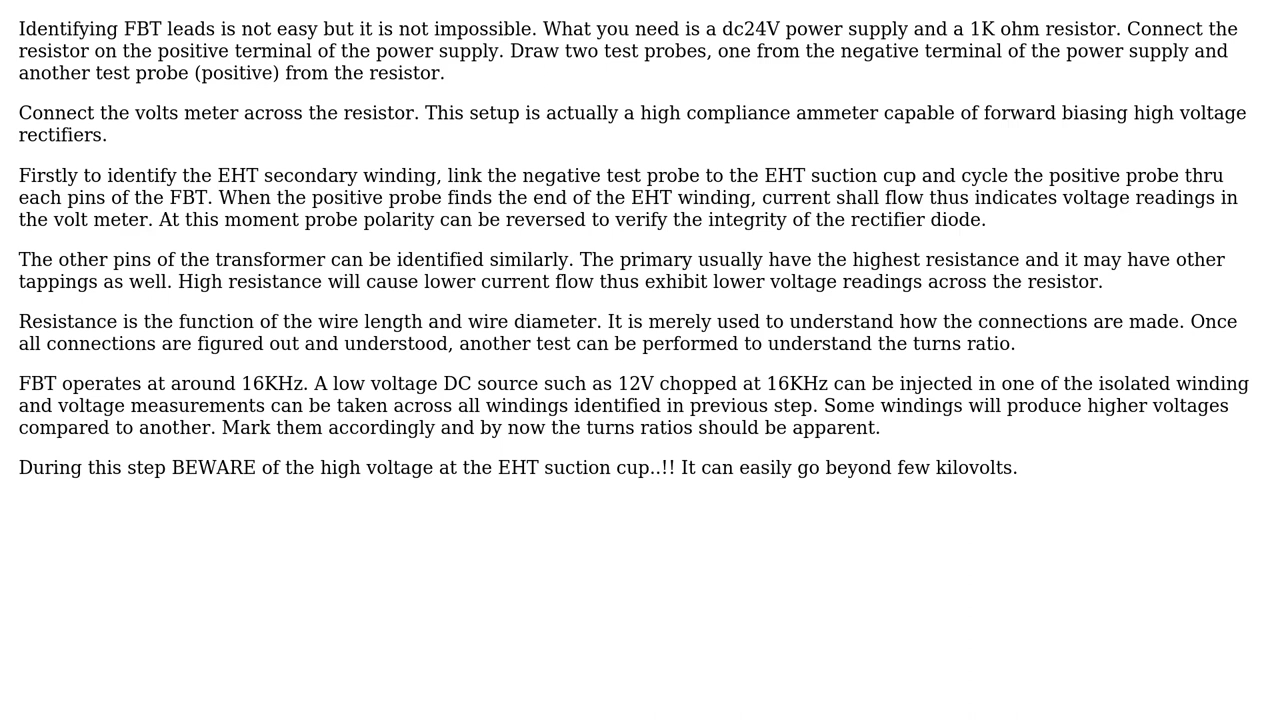 Identifying FBT leads is not easy but it is not impossible. What you need is a dc24V power supply and a 1K ohm resistor. Connect the
resistor on the positive terminal of the power supply. Draw two test probes, one from the negative terminal of the power supply and
another test probe (positive) from the resistor.
Connect the volts meter across the resistor. This setup is actually a high compliance ammeter capable of forward biasing high voltage
rectifiers.
Firstly to identify the EHT secondary winding, link the negative test probe to the EHT suction cup and cycle the positive probe thru
each pins of the FBT. When the positive probe finds the end of the EHT winding, current shall flow thus indicates voltage readings in
the volt meter. At this moment probe polarity can be reversed to verify the integrity of the rectifier diode.
The other pins of the transformer can be identified similarly. The primary usually have the highest resistance and it may have other
tappings as well. High resistance will cause lower current flow thus exhibit lower voltage readings across the resistor.
Resistance is the function of the wire length and wire diameter. It is merely used to understand how the connections are made. Once
all connections are figured out and understood, another test can be performed to understand the turns ratio.
FBT operates at around 16KHz. A low voltage DC source such as 12V chopped at 16KHz can be injected in one of the isolated winding
and voltage measurements can be taken across all windings identified in previous step. Some windings will produce higher voltages
compared to another. Mark them accordingly and by now the turns ratios should be apparent.
During this step BEWARE of the high voltage at the EHT suction cup..!! It can easily go beyond few kilovolts.